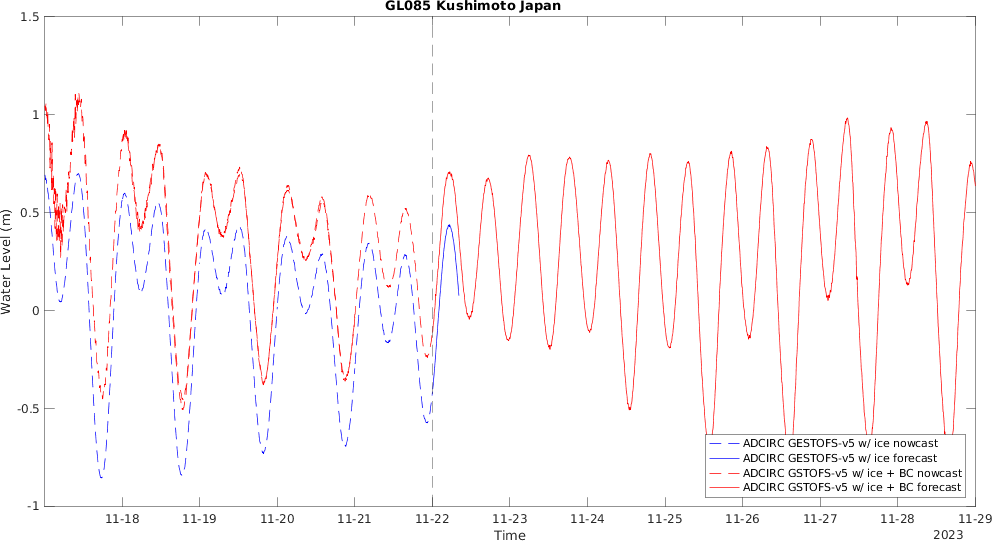 GL085 Kushimoto Japan
1.5
1
0.5
0
-0.5
-1
Water Level (m)
ADCIRC GESTOFS-v5 w/ ice nowcast
ADCIRC GESTOFS-v5 w/ ice forecast
ADCIRC GSTOFS-v5 w/ ice + BC nowcast
ADCIRC GSTOFS-v5 w/ ice + BC forecast
11-18 11-19 11-20 11-21 11-22 11-23 11-24 11-25 11-26 11-27 11-28 11-29
Time
2023